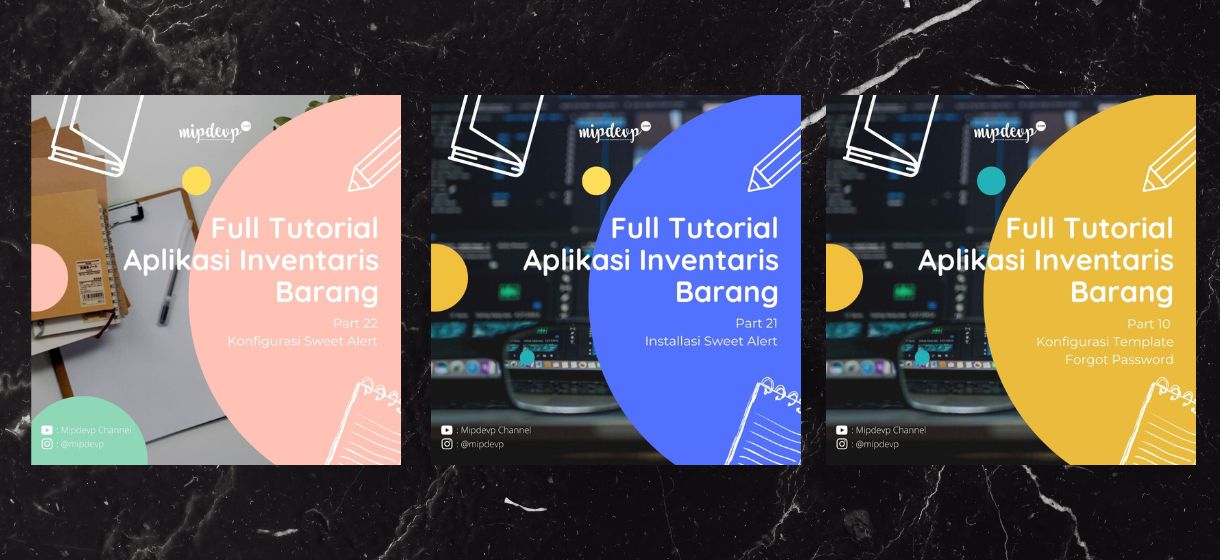 mipdevp
Full Tutorial
Aplikasi Inventaris
Barang
Part 22
Konfigurasi Sweet Alert
: Mipdevp Channel
: @mipdevp
mipdevp
Full Tutorial
Aplikasi Inventaris
Barang
Part 21
Installasi Sweet Alert
: Mipdevp Channel
: @mipdevp
mipdevp
Full Tutorial
Aplikasi Inventaris
Barang
Part 10
Konfigurasi Template
Forgot Password
: Mipdevp Channel
: @mipdevp